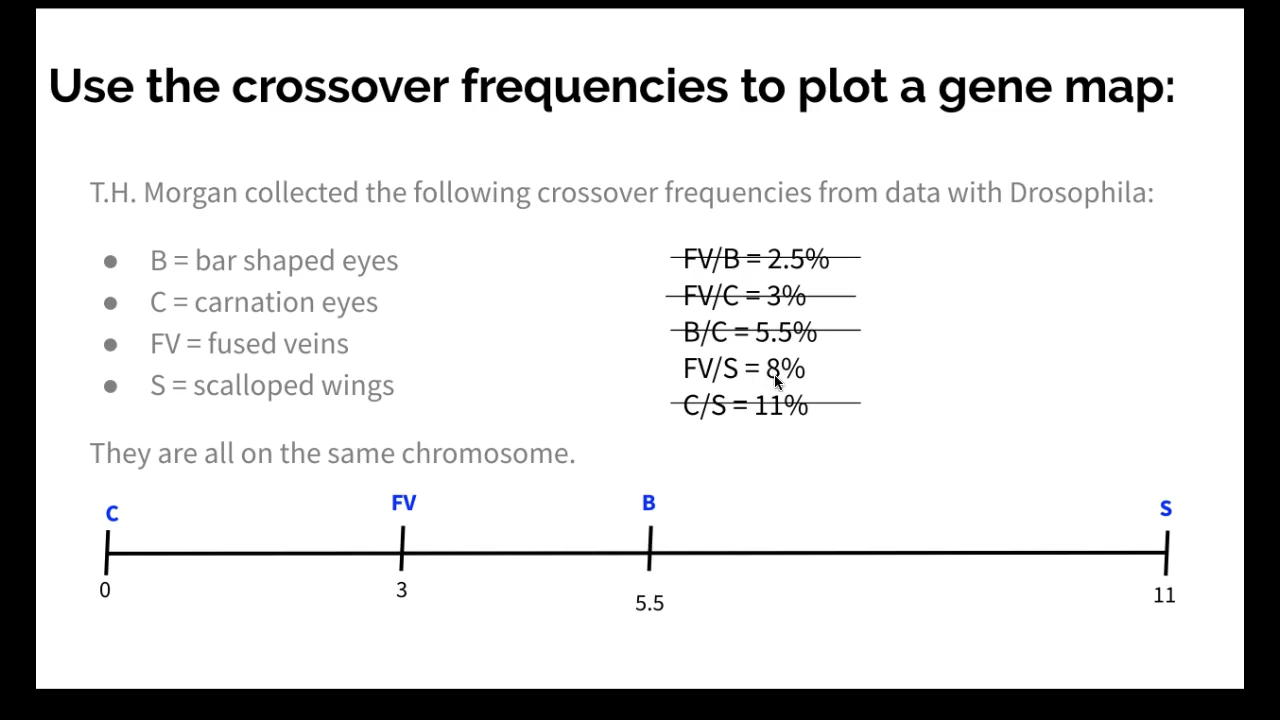 Use the crossover frequencies to plot a gene map:
T.H. Morgan collected the following crossover frequencies from data with Drosophila:
● B = bar shaped eyes
● C = carnation eyes
● FV = fused veins
● S = scalloped wings
FV/B = 2.5%
FV/C = 3%
B/C = 5.5%
FV/S = 8%
C/S = 11%
They are all on the same chromosome.
C FV B S
0 3 5.5 11